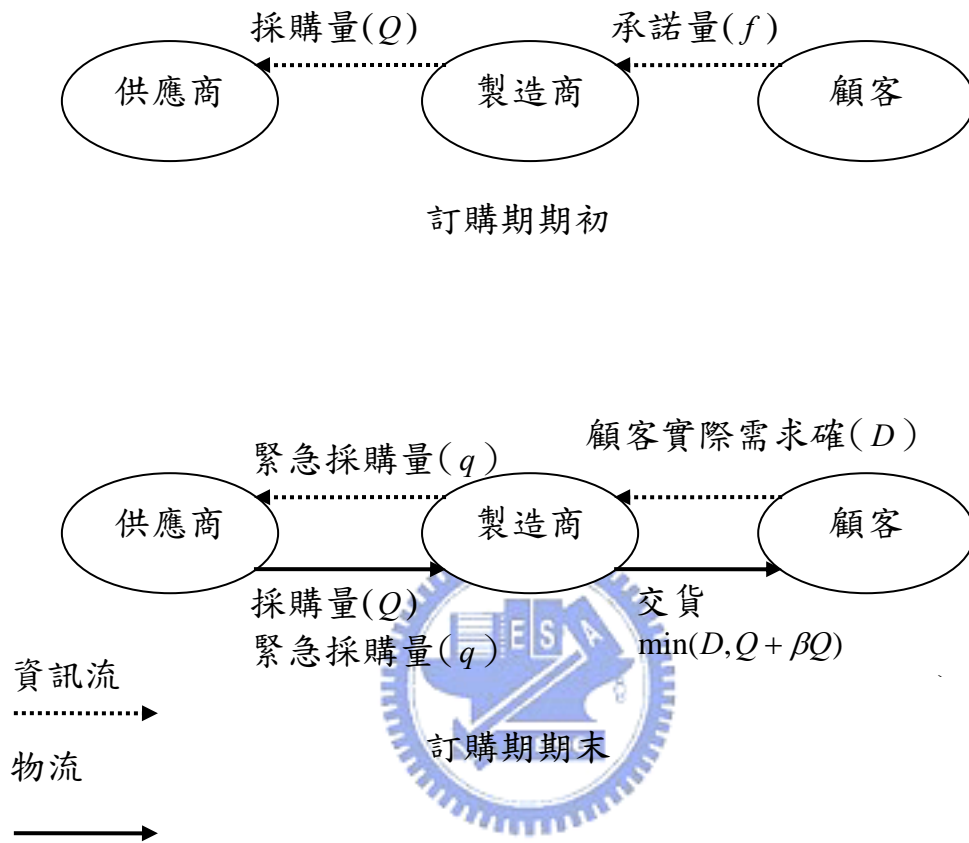 採購量(Q)
承諾量(f)
供應商
製造商
顧客
訂購期期初
緊急採購量(q)
顧客實際需求確(D)
供應商
製造商
顧客
採購量(Q)
緊急採購量(q)
交貨
min(D,Q + βQ)
ESA
資訊流
訂購期期末
物流